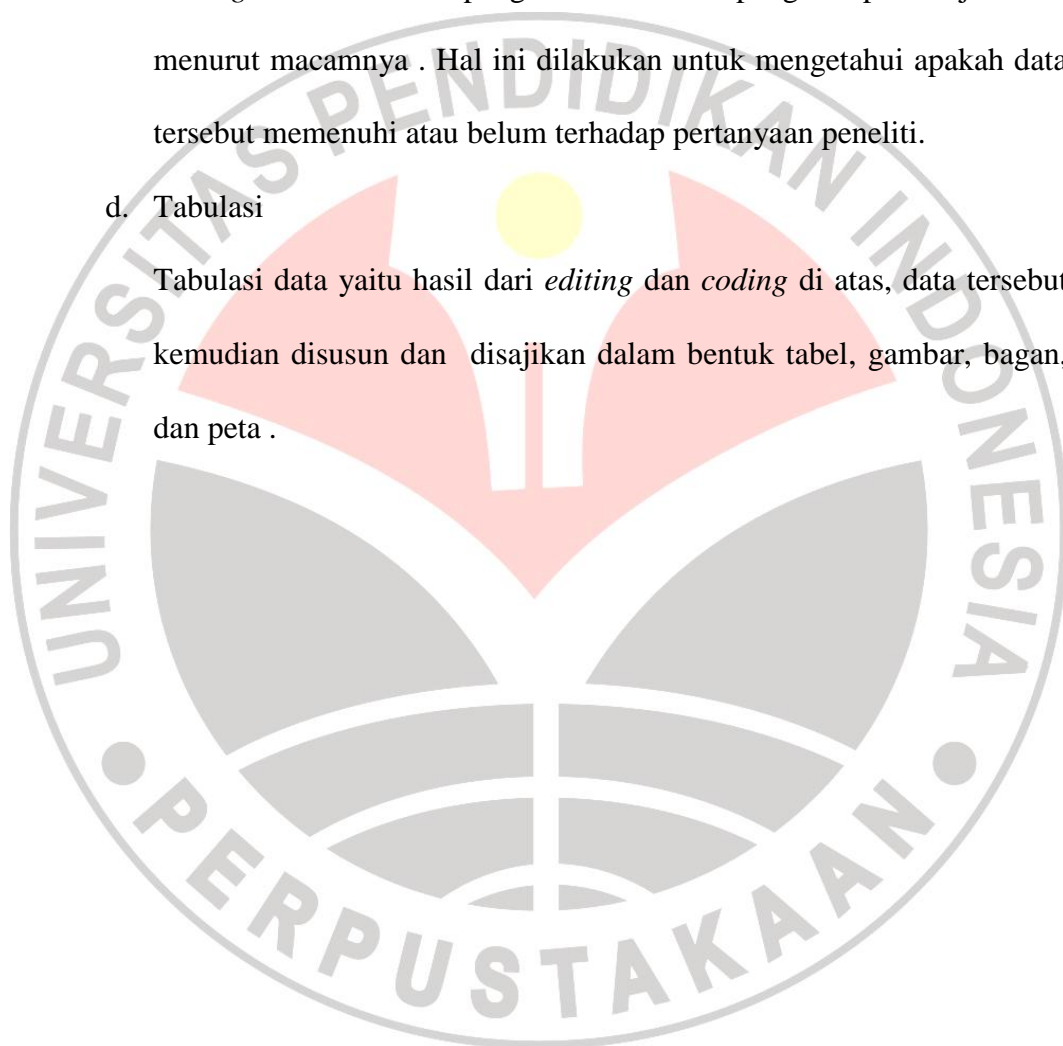 menurut macamnya . Hal ini dilakukan untuk mengetahui apakah data
tersebut memenuhi atau belum terhadap pertanyaan peneliti.
d. Tabulasi
Tabulasi data yaitu hasil dari editing dan coding di atas, data tersebut
kemudian disusun dan disajikan dalam bentuk tabel, gambar, bagan,
dan peta .
UNIVERSITAS PENDIDIKAN INDONESIA
PERPUSTAKAAN